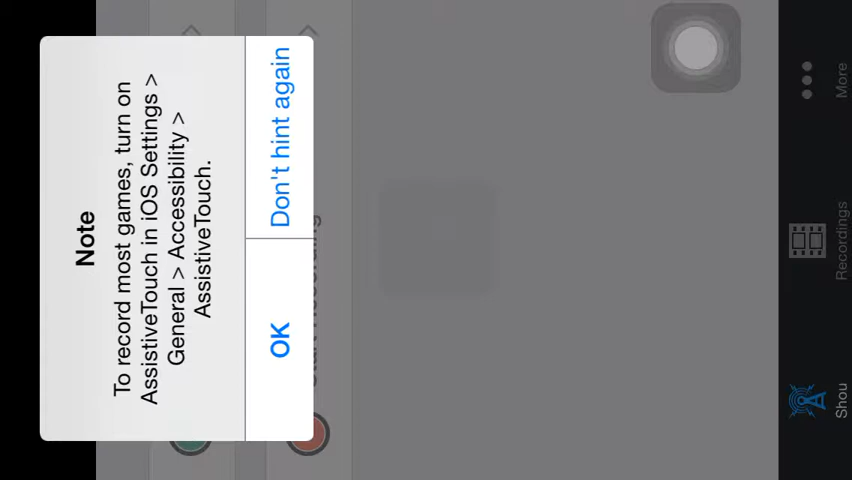 Note
To record most games, turn on
AssistiveTouch in iOS Settings >
General > Accessibility >
AssistiveTouch.
OK
Don't hint again
Shou
Recordings
More